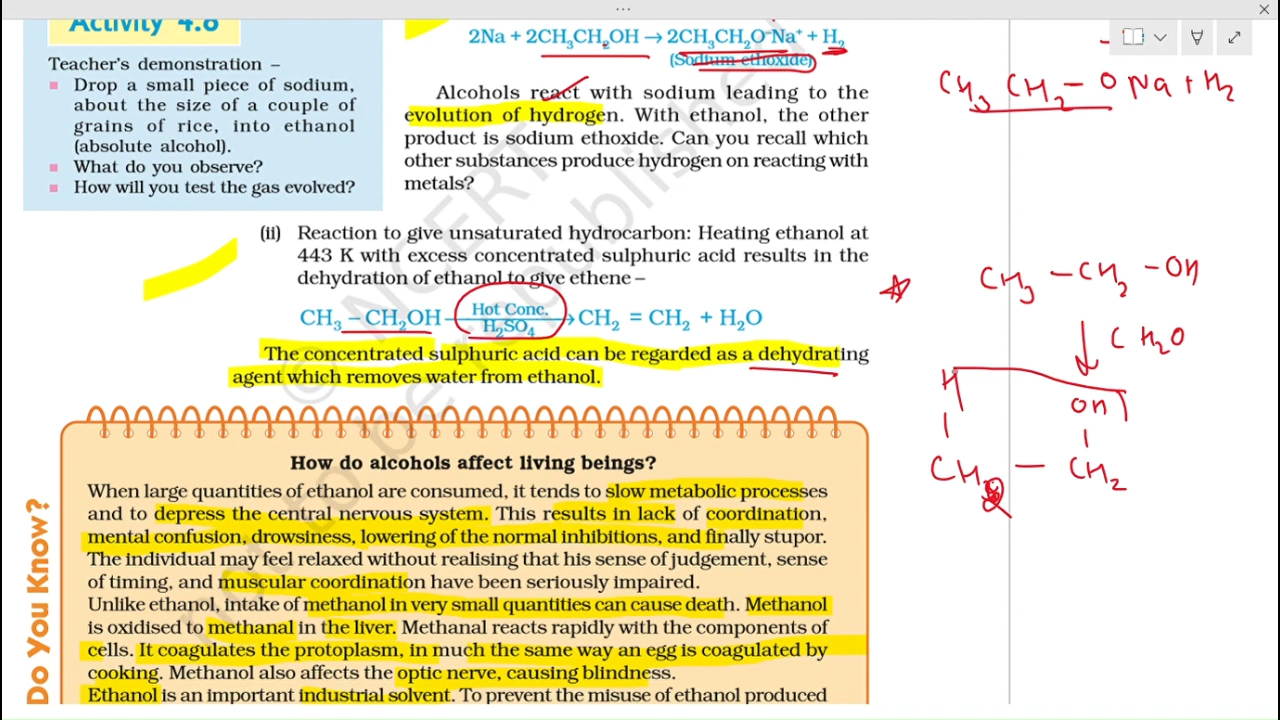 Activity 4.6
Teacher's demonstration –
Drop a small piece of sodium,
about the size of a couple of
grains of rice, into ethanol
(absolute alcohol).
What do you observe?
How will you test the gas evolved?
2Na + 2CH₃CH₂OH → 2CH₃CH₂O⁻Na⁺ + H₂
(Sodium ethoxide)
Alcohols react with sodium leading to the
evolution of hydrogen. With ethanol, the other
product is sodium ethoxide. Can you recall which
other substances produce hydrogen on reacting with
metals?
(ii) Reaction to give unsaturated hydrocarbon: Heating ethanol at
443 K with excess concentrated sulphuric acid results in the
dehydration of ethanol to give ethene –
CH₃ – CH₂OH Hot Conc. H₂SO₄ → CH₂ = CH₂ + H₂O
The concentrated sulphuric acid can be regarded as a dehydrating
agent which removes water from ethanol.
Do You Know?
How do alcohols affect living beings?
When large quantities of ethanol are consumed, it tends to slow metabolic processes
and to depress the central nervous system. This results in lack of coordination,
mental confusion, drowsiness, lowering of the normal inhibitions, and finally stupor.
The individual may feel relaxed without realising that his sense of judgement, sense
of timing, and muscular coordination have been seriously impaired.
Unlike ethanol, intake of methanol in very small quantities can cause death. Methanol
is oxidised to methanal in the liver. Methanal reacts rapidly with the components of
cells. It coagulates the protoplasm, in much the same way an egg is coagulated by
cooking. Methanol also affects the optic nerve, causing blindness.
Ethanol is an important industrial solvent. To prevent the misuse of ethanol produced
© NCERT
not to be republished
CH₃ CH₂ – O Na + H₂
CH₃ – CH₂ – OH
( H₂O
H
OH
CH₂ – CH₂